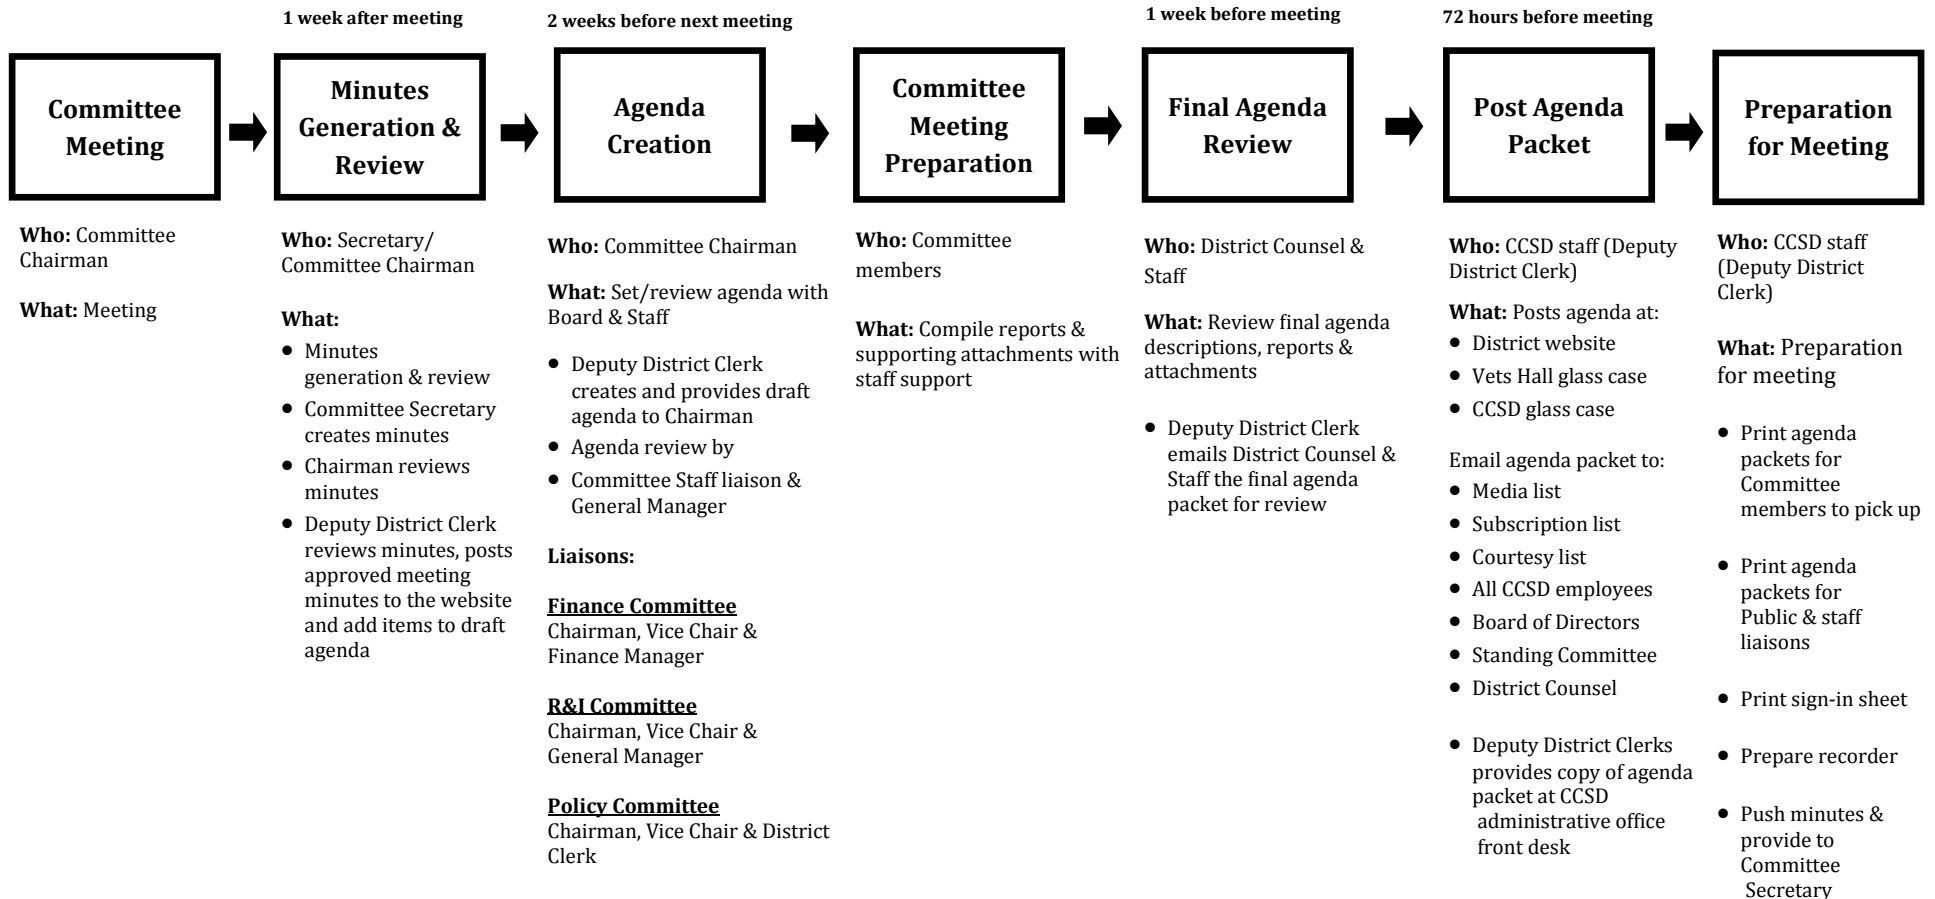 1 week after meeting
2 weeks before next meeting
1 week before meeting
72 hours before meeting
Committee
Meeting
Minutes
Generation &
Review
Agenda
Creation
Committee
Meeting
Preparation
Final Agenda
Review
Post Agenda
Packet
Preparation
for Meeting
Who: Committee
Chairman
What: Meeting
Who: Secretary/
Committee Chairman
What:
• Minutes
generation & review
• Committee Secretary
creates minutes
• Chairman reviews
minutes
• Deputy District Clerk
reviews minutes, posts
approved meeting
minutes to the website
and add items to draft
agenda
Who: Committee Chairman
What: Set/review agenda with
Board & Staff
• Deputy District Clerk
creates and provides draft
agenda to Chairman
• Agenda review by
• Committee Staff liaison &
General Manager
Liaisons:
Finance Committee
Chairman, Vice Chair &
Finance Manager
R&I Committee
Chairman, Vice Chair &
General Manager
Policy Committee
Chairman, Vice Chair & District
Clerk
Who: Committee
members
What: Compile reports &
supporting attachments with
staff support
Who: District Counsel &
Staff
What: Review final agenda
descriptions, reports &
attachments
• Deputy District Clerk
emails District Counsel &
Staff the final agenda
packet for review
Who: CCSD staff (Deputy
District Clerk)
What: Posts agenda at:
• District website
• Vets Hall glass case
• CCSD glass case
Email agenda packet to:
• Media list
• Subscription list
• Courtesy list
• All CCSD employees
• Board of Directors
• Standing Committee
• District Counsel
• Deputy District Clerks
provides copy of agenda
packet at CCSD
administrative office
front desk
Who: CCSD staff
(Deputy District
Clerk)
What: Preparation
for meeting
• Print agenda
packets for
Committee
members to pick up
• Print agenda
packets for
Public & staff
liaisons
• Print sign-in sheet
• Prepare recorder
• Push minutes &
provide to
Committee
Secretary